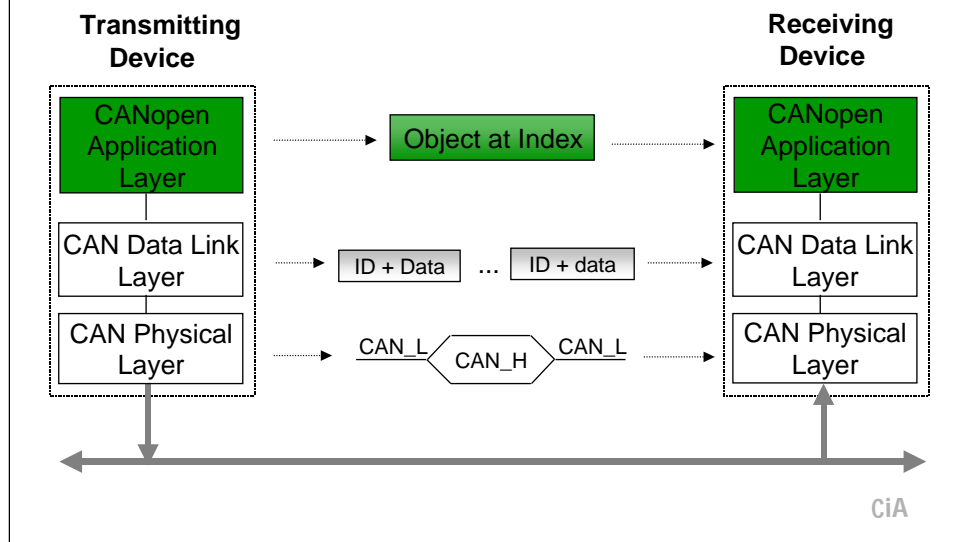 Transmitting
Device
Receiving
Device
CANopen
Application
Layer
Object at Index
CANopen
Application
Layer
CAN Data Link
Layer
ID + Data
...
ID + data
CAN Data Link
Layer
CAN Physical
Layer
CAN_L
CAN_H
CAN_L
CAN Physical
Layer
CiA